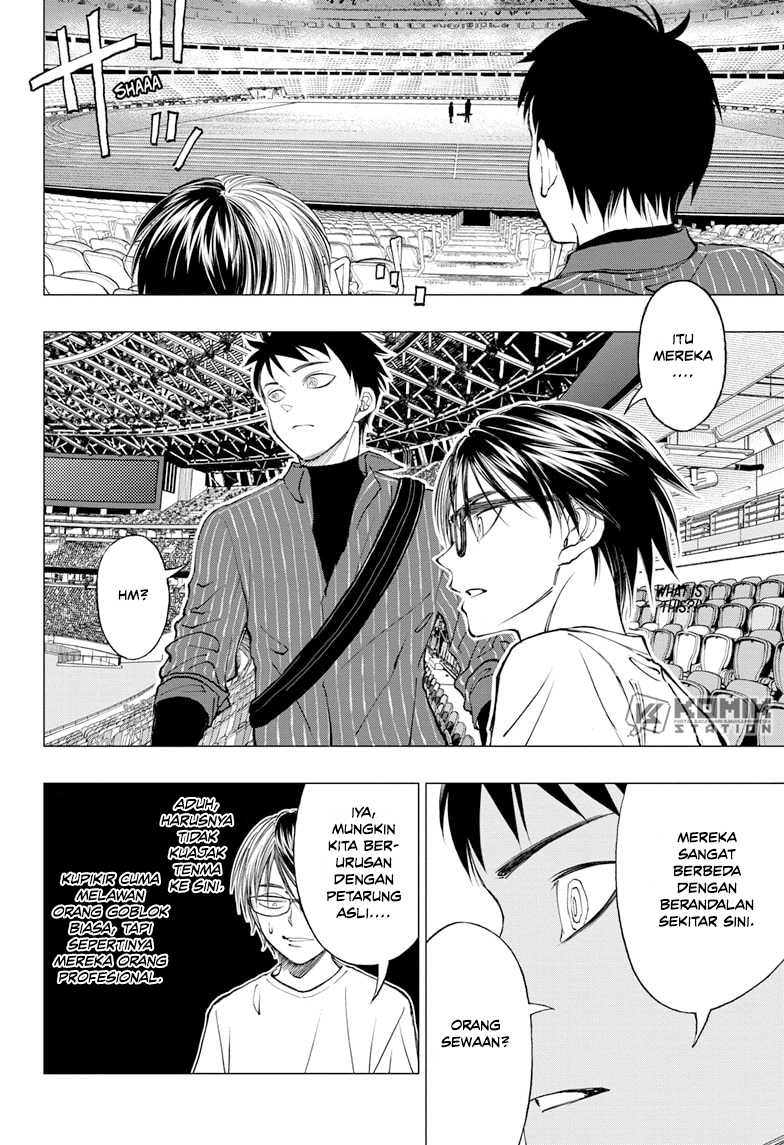 SHAAA
ITU
MEREKA
....
HM?
WHAT IS
THIS?!
KOMIK
STATION
MEREKA
SANGAT
BERBEDA
DENGAN
BERANDALAN
SEKITAR SINI.
ORANG
SEWAAN?
IYA,
MUNGKIN
KITA BER-
URUSAN
DENGAN
PETARUNG
ASLI....
ADUH,
HARUSNYA
TIDAK
KUAJAK
TENMA
KE SINI.
KUPIKIR CUMA
MELAWAN
ORANG GOBLOK
BIASA, TAPI
SEPERTINYA
MEREKA ORANG
PROFESIONAL.